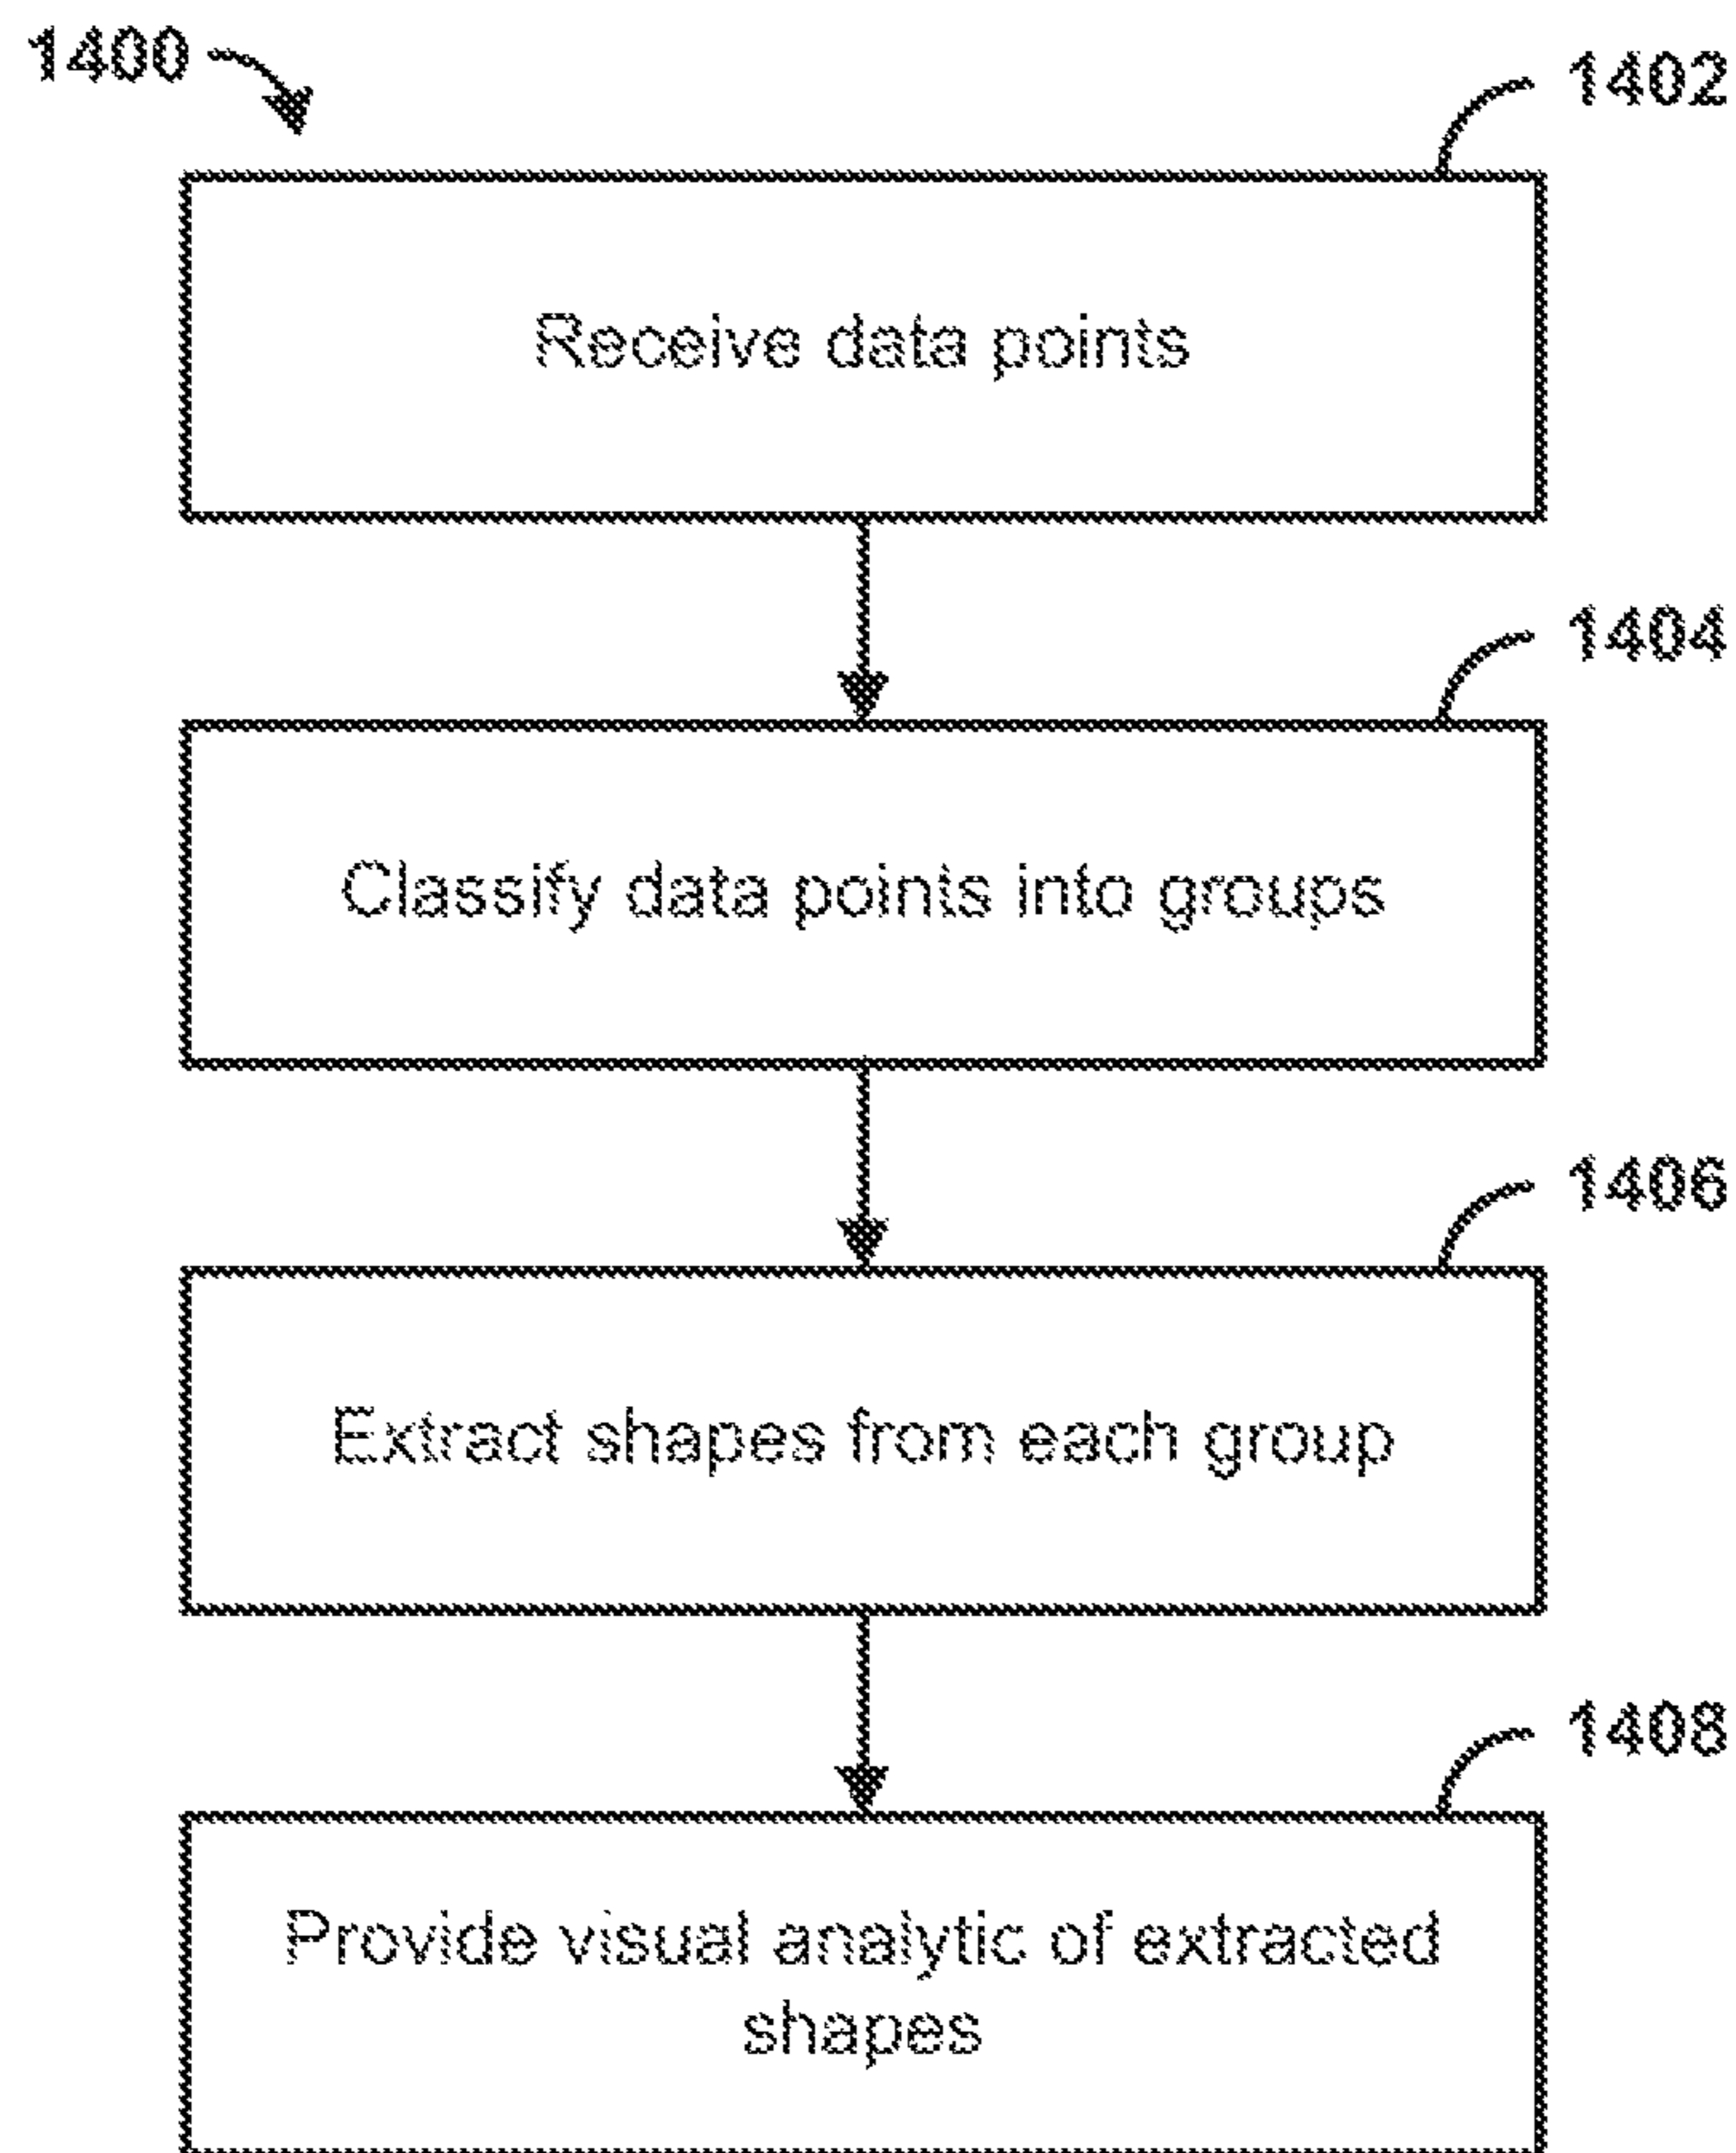 1400
1402
Receive data points
1404
Classify data points into groups
1406
Extract shapes from each group
1408
Provide visual analytic of extracted
shapes